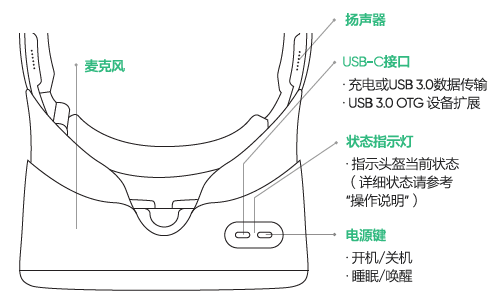 扬声器
麦克风
USB-C接口
· 充电或USB 3.0数据传输
· USB 3.0 OTG 设备扩展
状态指示灯
· 指示头盔当前状态
（ 详细状态请参考
“操作说明” ）
电源键
· 开机/关机
· 睡眠/唤醒